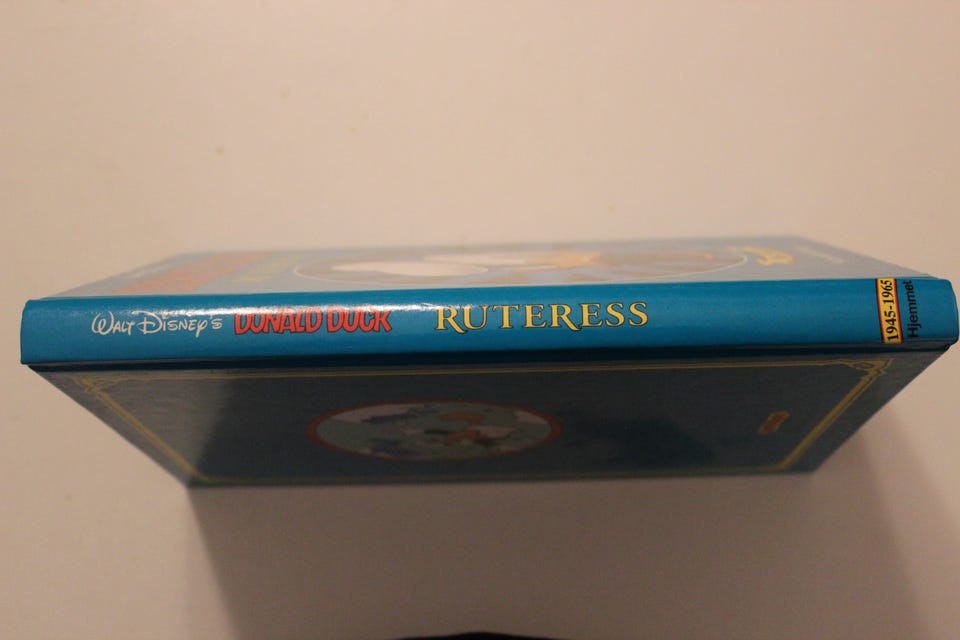 WALT DISNEY'S DONALD DUCK RUTERESS
1945-1965
Hjemmet